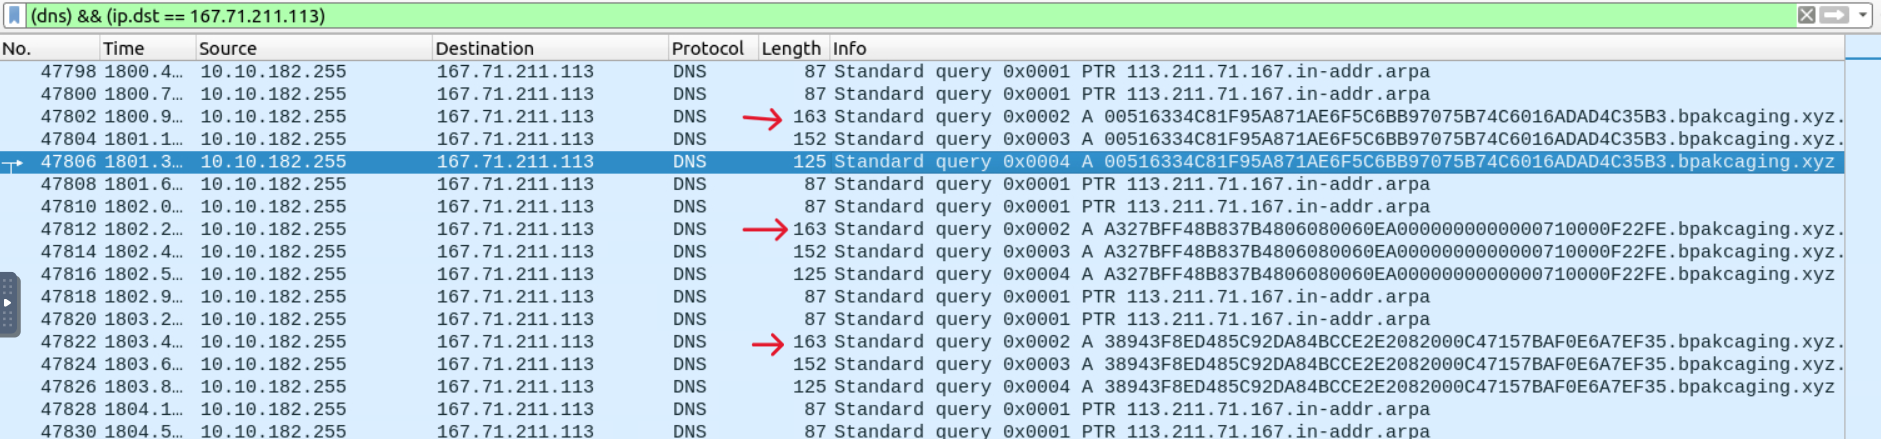 (dns) && (ip.dst == 167.71.211.113)
No. Time Source Destination Protocol Length Info
47798 1800.4… 10.10.182.255 167.71.211.113 DNS 87 Standard query 0x0001 PTR 113.211.71.167.in-addr.arpa
47800 1800.7… 10.10.182.255 167.71.211.113 DNS 87 Standard query 0x0001 PTR 113.211.71.167.in-addr.arpa
47802 1800.9… 10.10.182.255 167.71.211.113 DNS 163 Standard query 0x0002 A 00516334C81F95A871AE6F5C6BB97075B74C6016ADAD4C35B3.bpakcaging.xyz.
47804 1801.1… 10.10.182.255 167.71.211.113 DNS 152 Standard query 0x0003 A 00516334C81F95A871AE6F5C6BB97075B74C6016ADAD4C35B3.bpakcaging.xyz.
47806 1801.3… 10.10.182.255 167.71.211.113 DNS 125 Standard query 0x0004 A 00516334C81F95A871AE6F5C6BB97075B74C6016ADAD4C35B3.bpakcaging.xyz
47808 1801.6… 10.10.182.255 167.71.211.113 DNS 87 Standard query 0x0001 PTR 113.211.71.167.in-addr.arpa
47810 1802.0… 10.10.182.255 167.71.211.113 DNS 87 Standard query 0x0001 PTR 113.211.71.167.in-addr.arpa
47812 1802.2… 10.10.182.255 167.71.211.113 DNS 163 Standard query 0x0002 A A327BFF48B837B4806080060EA0000000000000710000F22FE.bpakcaging.xyz.
47814 1802.4… 10.10.182.255 167.71.211.113 DNS 152 Standard query 0x0003 A A327BFF48B837B4806080060EA0000000000000710000F22FE.bpakcaging.xyz.
47816 1802.5… 10.10.182.255 167.71.211.113 DNS 125 Standard query 0x0004 A A327BFF48B837B4806080060EA0000000000000710000F22FE.bpakcaging.xyz
47818 1802.9… 10.10.182.255 167.71.211.113 DNS 87 Standard query 0x0001 PTR 113.211.71.167.in-addr.arpa
47820 1803.2… 10.10.182.255 167.71.211.113 DNS 87 Standard query 0x0001 PTR 113.211.71.167.in-addr.arpa
47822 1803.4… 10.10.182.255 167.71.211.113 DNS 163 Standard query 0x0002 A 38943F8ED485C92DA84BCCE2E2082000C47157BAF0E6A7EF35.bpakcaging.xyz.
47824 1803.6… 10.10.182.255 167.71.211.113 DNS 152 Standard query 0x0003 A 38943F8ED485C92DA84BCCE2E2082000C47157BAF0E6A7EF35.bpakcaging.xyz.
47826 1803.8… 10.10.182.255 167.71.211.113 DNS 125 Standard query 0x0004 A 38943F8ED485C92DA84BCCE2E2082000C47157BAF0E6A7EF35.bpakcaging.xyz
47828 1804.1… 10.10.182.255 167.71.211.113 DNS 87 Standard query 0x0001 PTR 113.211.71.167.in-addr.arpa
47830 1804.5… 10.10.182.255 167.71.211.113 DNS 87 Standard query 0x0001 PTR 113.211.71.167.in-addr.arpa